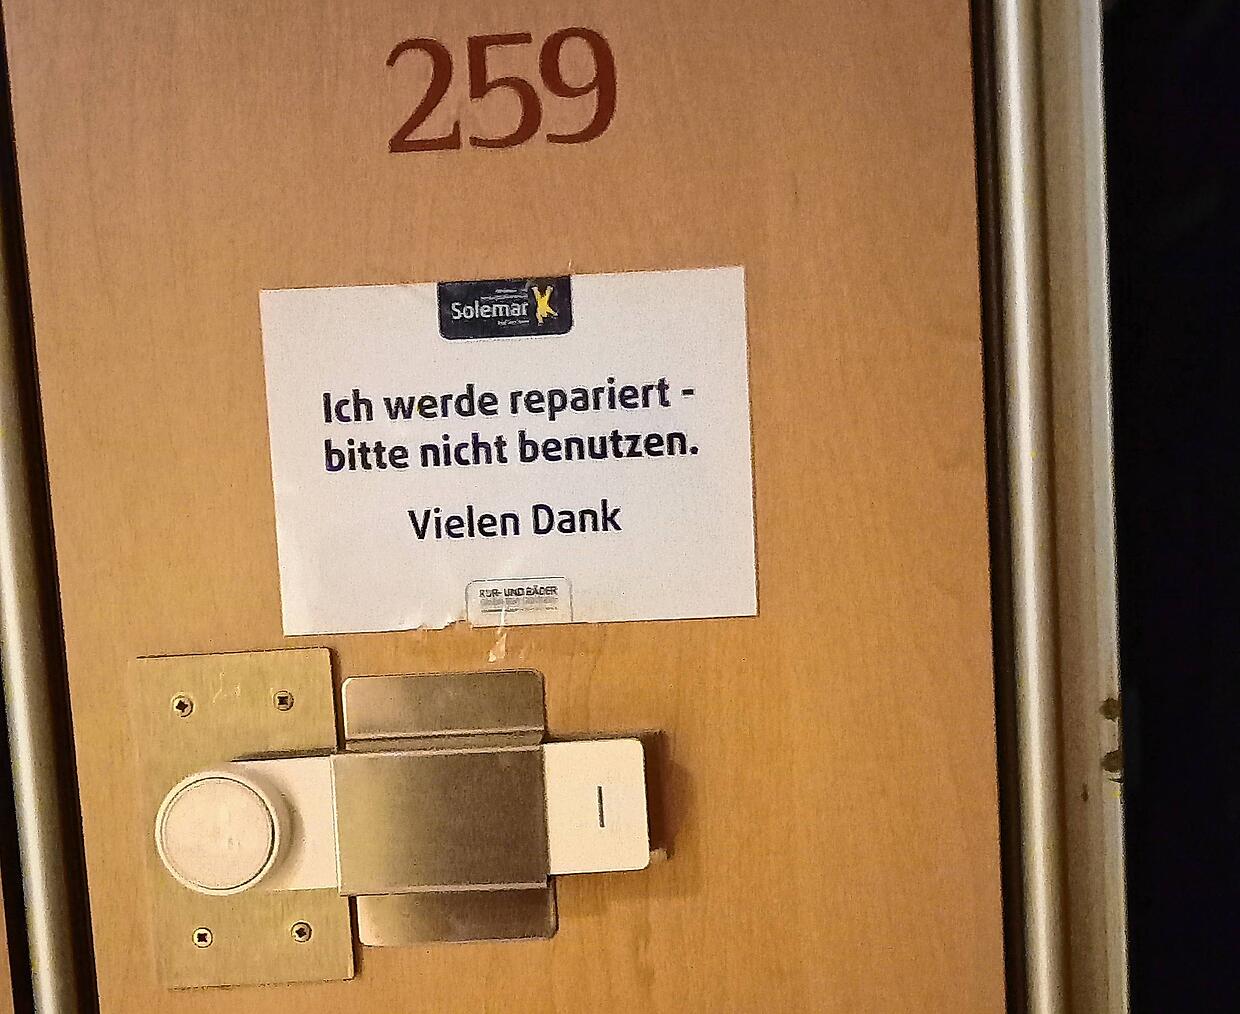 259
Solemar
Ich werde repariert -
bitte nicht benutzen.
Vielen Dank
KUR- UND BÄDER